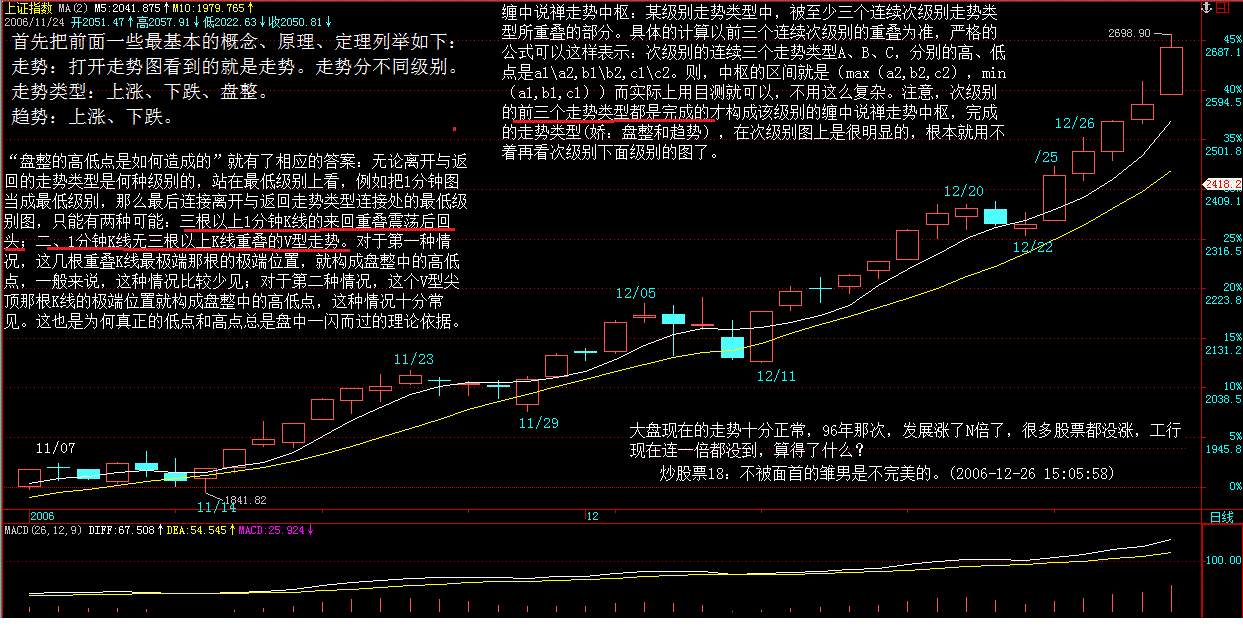 上证指数 MA(2) M5:2041.875↑M10:1979.765↑
2006/11/24 开2051.47↑高2057.91↓低2022.63↓收2050.81↓
首先把前面一些最基本的概念、原理、定理列举如下:
走势: 打开走势图看到的就是走势。走势分不同级别。
走势类型: 上涨、下跌、盘整。
趋势: 上涨、下跌。
缠中说禅走势中枢: 某级别走势类型中, 被至少三个连续次级别走势类
型所重叠的部分。具体的计算以前三个连续次级别的重叠为准, 严格的
公式可以这样表示: 次级别的连续三个走势类型A、B、C, 分别的高、低
点是a1\a2,b1\b2,c1\c2。则, 中枢的区间就是 (max (a2,b2,c2) , min
(a1,b1,c1) ) 而实际上用目测就可以, 不用这么复杂。注意, 次级别
的前三个走势类型都是完成的才构成该级别的缠中说禅走势中枢, 完成
的走势类型(娇: 盘整和趋势) , 在次级别图上是很明显的, 根本就用不
着再看次级别下面级别的图了。
“盘整的高低点是如何造成的”就有了相应的答案: 无论离开与返
回的走势类型是何种级别的, 站在最低级别上看, 例如把1分钟图
当成最低级别, 那么最后连接离开与返回走势类型连接处的最低级
别图, 只能有两种可能: 三根以上1分钟K线的来回重叠震荡后回
头; 二、1分钟K线无三根以上K线重叠的V型走势。对于第一种情
况, 这几根重叠K线最极端那根的极端位置, 就构成盘整中的高低
点, 一般来说, 这种情况比较少见; 对于第二种情况, 这个V型尖
顶那根K线的极端位置就构成盘整中的高低点, 这种情况十分常
见。这也是为何真正的低点和高点总是盘中一闪而过的理论依据。
2698.90
45%
2687.1
40%
2594.5
35%
2501.8
2418.2
2409.1
25%
2316.5
20%
2223.8
15%
2131.2
10%
2038.5
5%
1945.8
0%
12/26
/25
12/20
12/22
12/05
12/11
11/23
11/29
11/07
11/14
1841.82
大盘现在的走势十分正常, 96年那次, 发展涨了N倍了, 很多股票都没涨, 工行
现在连一倍都没到, 算得了什么?
炒股票18: 不被面首的雏男是不完美的。(2006-12-26 15:05:58)
2006
12
日线
MACD(26,12,9) DIFF:67.508↑DEA:54.545↑MACD:25.924↓
100.00